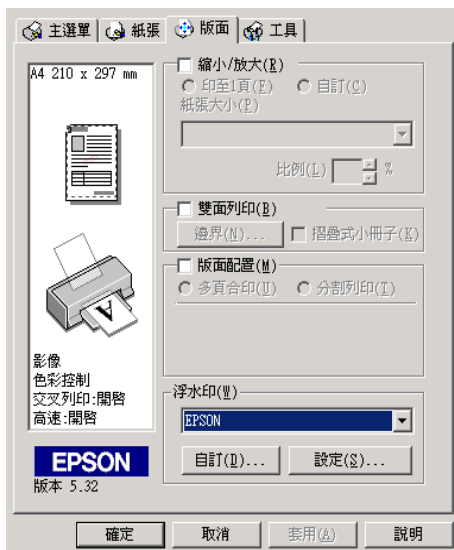 主選單 紙張 版面 工具
A4 210 x 297 mm
縮小/放大(R)
印至1頁(F) 自訂(C)
紙張大小(P)
比例(L) %
雙面列印(B)
邊界(N)... 摺疊式小冊子(K)
版面配置(M)
多頁合印(U) 分割列印(I)
影像
色彩控制
交叉列印:開啓
高速:開啓
浮水印(W)
EPSON
自訂(D)... 設定(S)...
EPSON
版本 5.32
確定 取消 套用(A) 說明